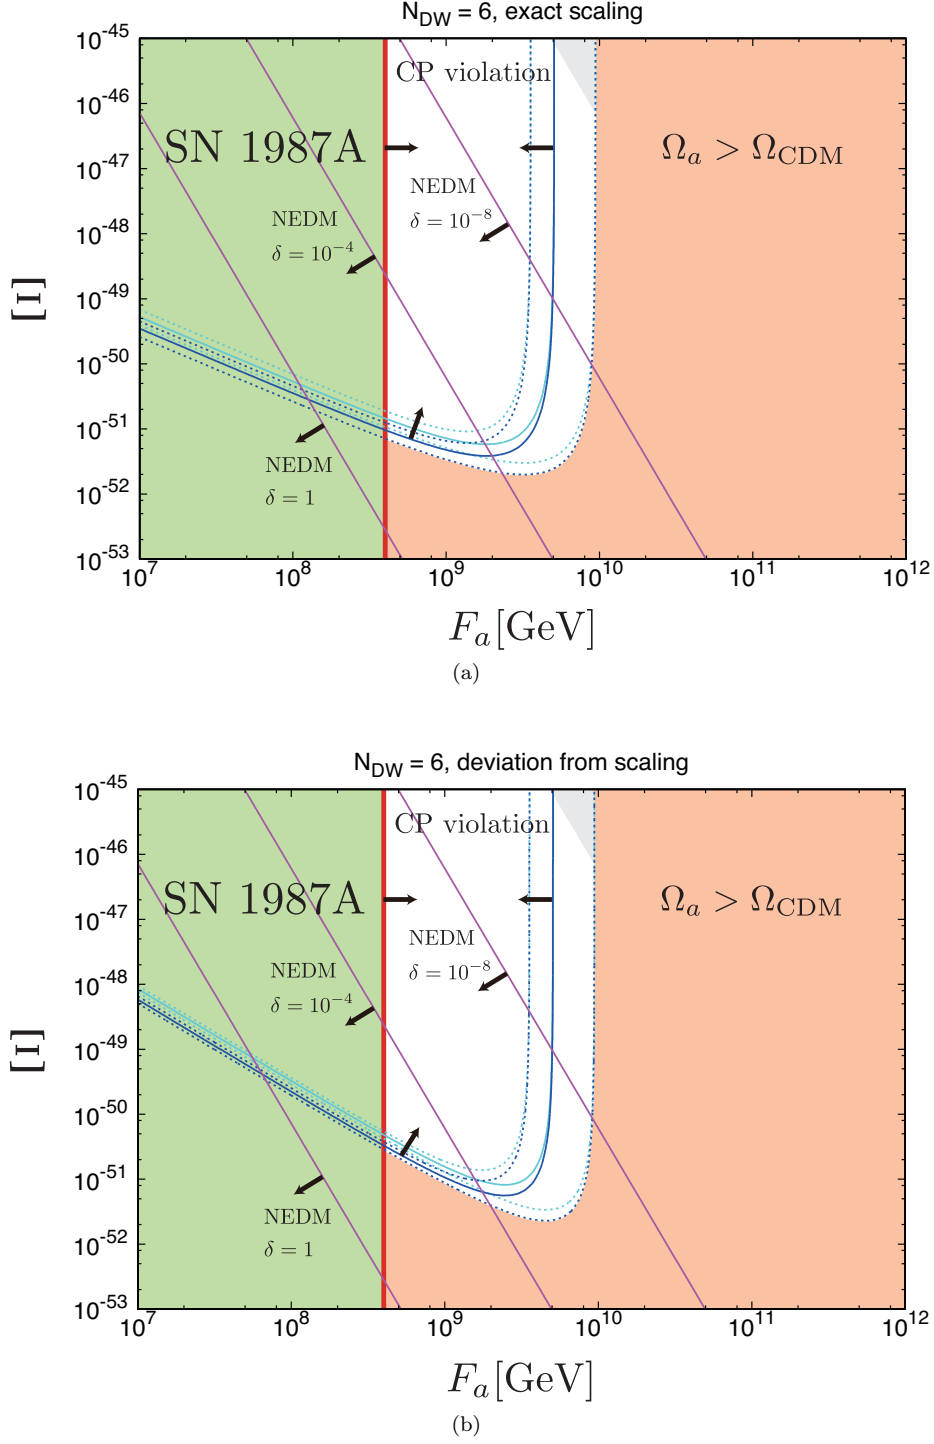 N_DW = 6, exact scaling
10^-45
CP violation
10^-46
SN 1987A
Ω_a > Ω_CDM
10^-47
NEDM
δ = 10^-8
NEDM
δ = 10^-4
10^-48
10^-49
Ξ
10^-50
10^-51
NEDM
δ = 1
10^-52
10^-53
10^7 10^8 10^9 10^10 10^11 10^12
F_a[GeV]
(a)
N_DW = 6, deviation from scaling
10^-45
CP violation
10^-46
SN 1987A
Ω_a > Ω_CDM
10^-47
NEDM
δ = 10^-8
NEDM
δ = 10^-4
10^-48
10^-49
Ξ
10^-50
10^-51
NEDM
δ = 1
10^-52
10^-53
10^7 10^8 10^9 10^10 10^11 10^12
F_a[GeV]
(b)